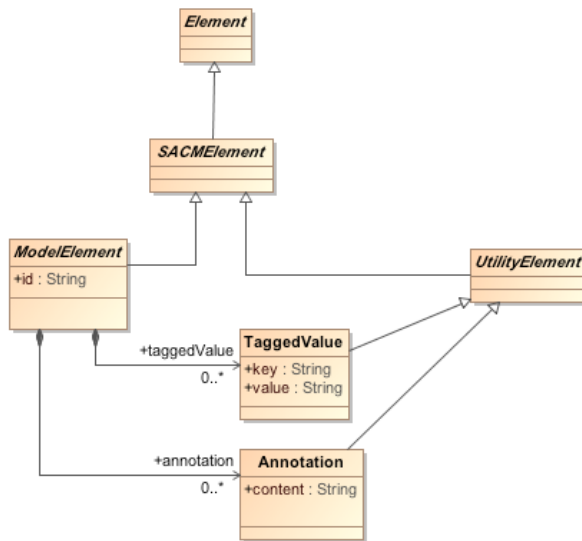 Element
SACMElement
ModelElement
+id : String
UtilityElement
+taggedValue
0..*
TaggedValue
+key : String
+value : String
+annotation
0..*
Annotation
+content : String